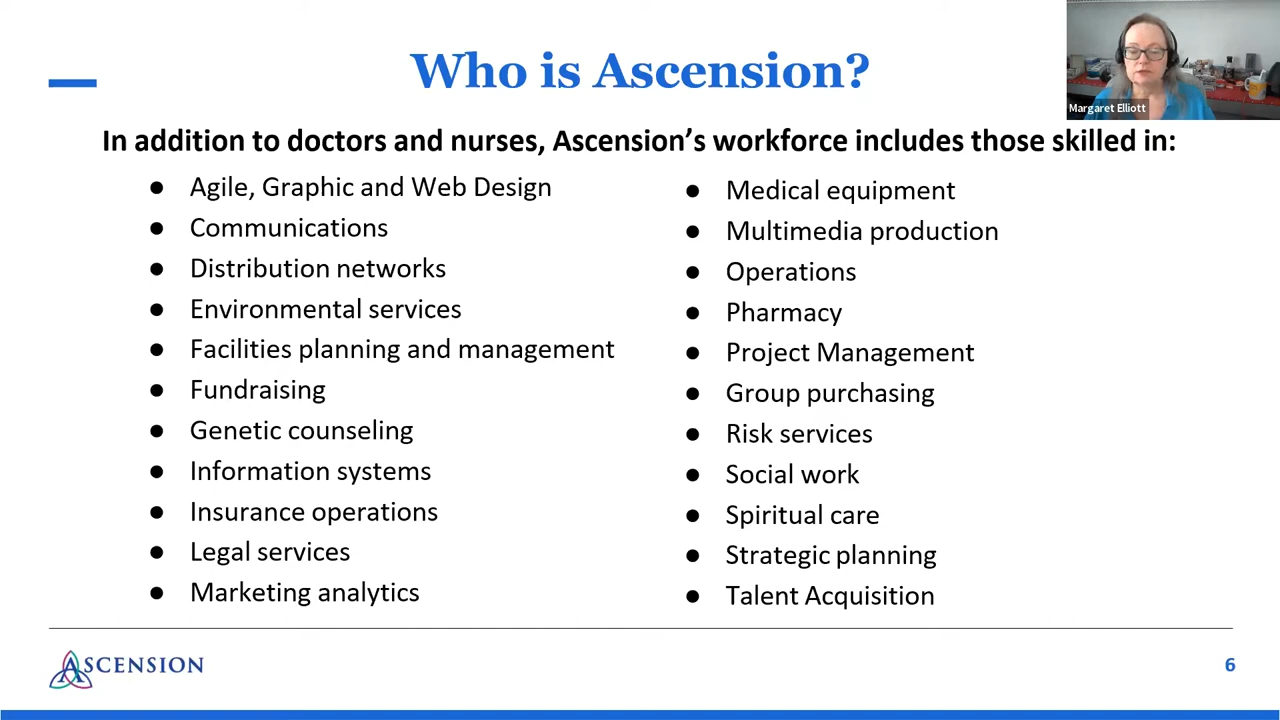 Who is Ascension?
Margaret Elliott
In addition to doctors and nurses, Ascension’s workforce includes those skilled in:
● Agile, Graphic and Web Design
● Communications
● Distribution networks
● Environmental services
● Facilities planning and management
● Fundraising
● Genetic counseling
● Information systems
● Insurance operations
● Legal services
● Marketing analytics
● Medical equipment
● Multimedia production
● Operations
● Pharmacy
● Project Management
● Group purchasing
● Risk services
● Social work
● Spiritual care
● Strategic planning
● Talent Acquisition
ASCENSION
6